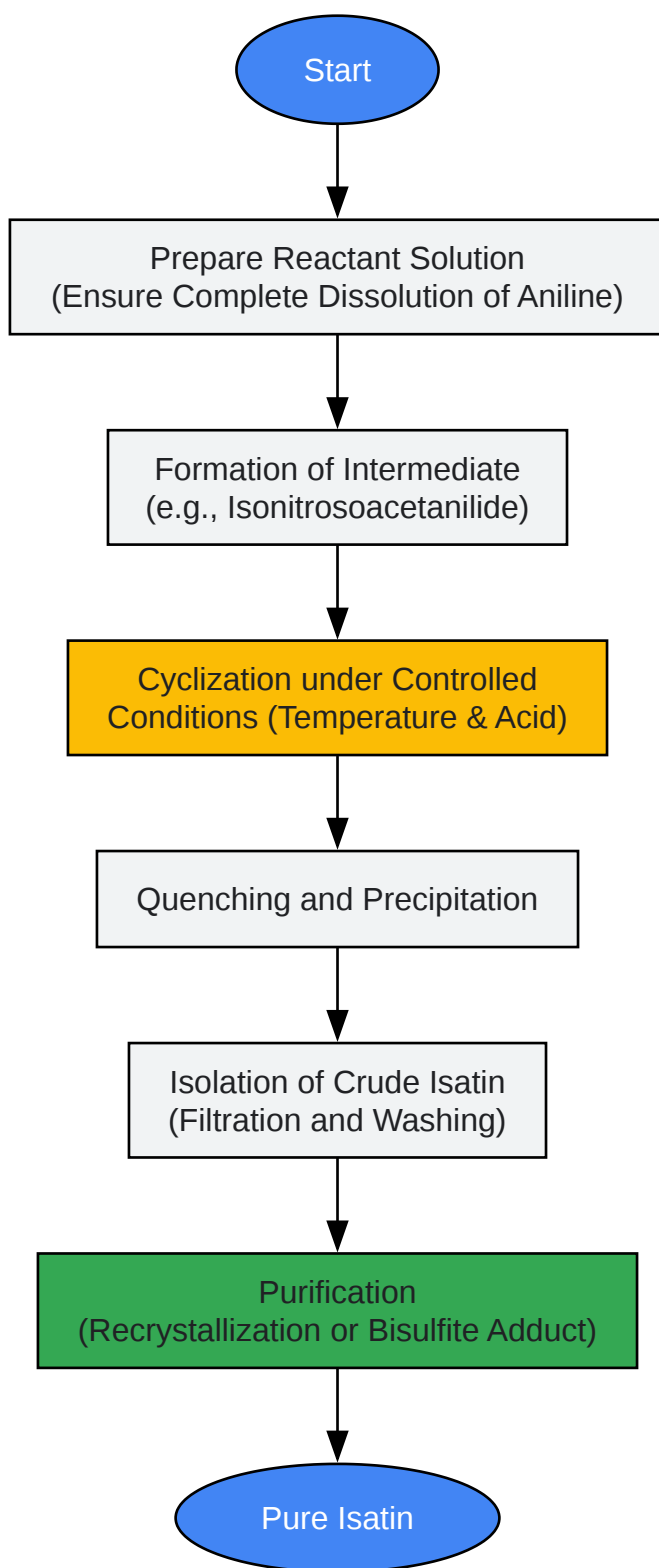 Start
Prepare Reactant Solution
(Ensure Complete Dissolution of Aniline)
Formation of Intermediate
(e.g., Isonitrosoacetanilide)
Cyclization under Controlled
Conditions (Temperature & Acid)
Quenching and Precipitation
Isolation of Crude Isatin
(Filtration and Washing)
Purification
(Recrystallization or Bisulfite Adduct)
Pure Isatin